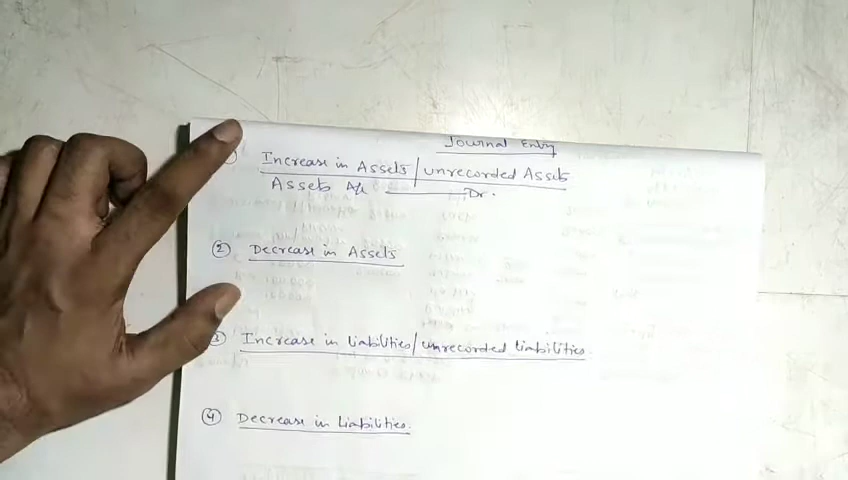 Journal Entry
Increase in Assets/unrecorded Assets
Assets A/c Dr.
② Decrease in Assets
③ Increase in liabilities/unrecorded liabilities.
④ Decrease in Liabilities.